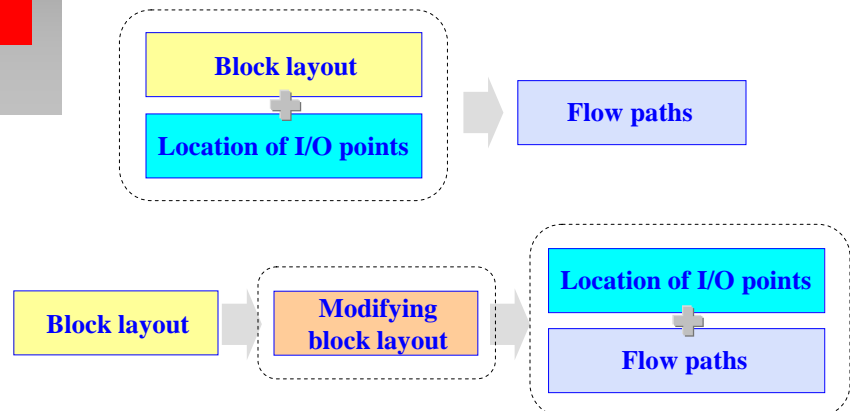 Block layout
Location of I/O points
Flow paths
Block layout
Modifying
block layout
Location of I/O points
Flow paths